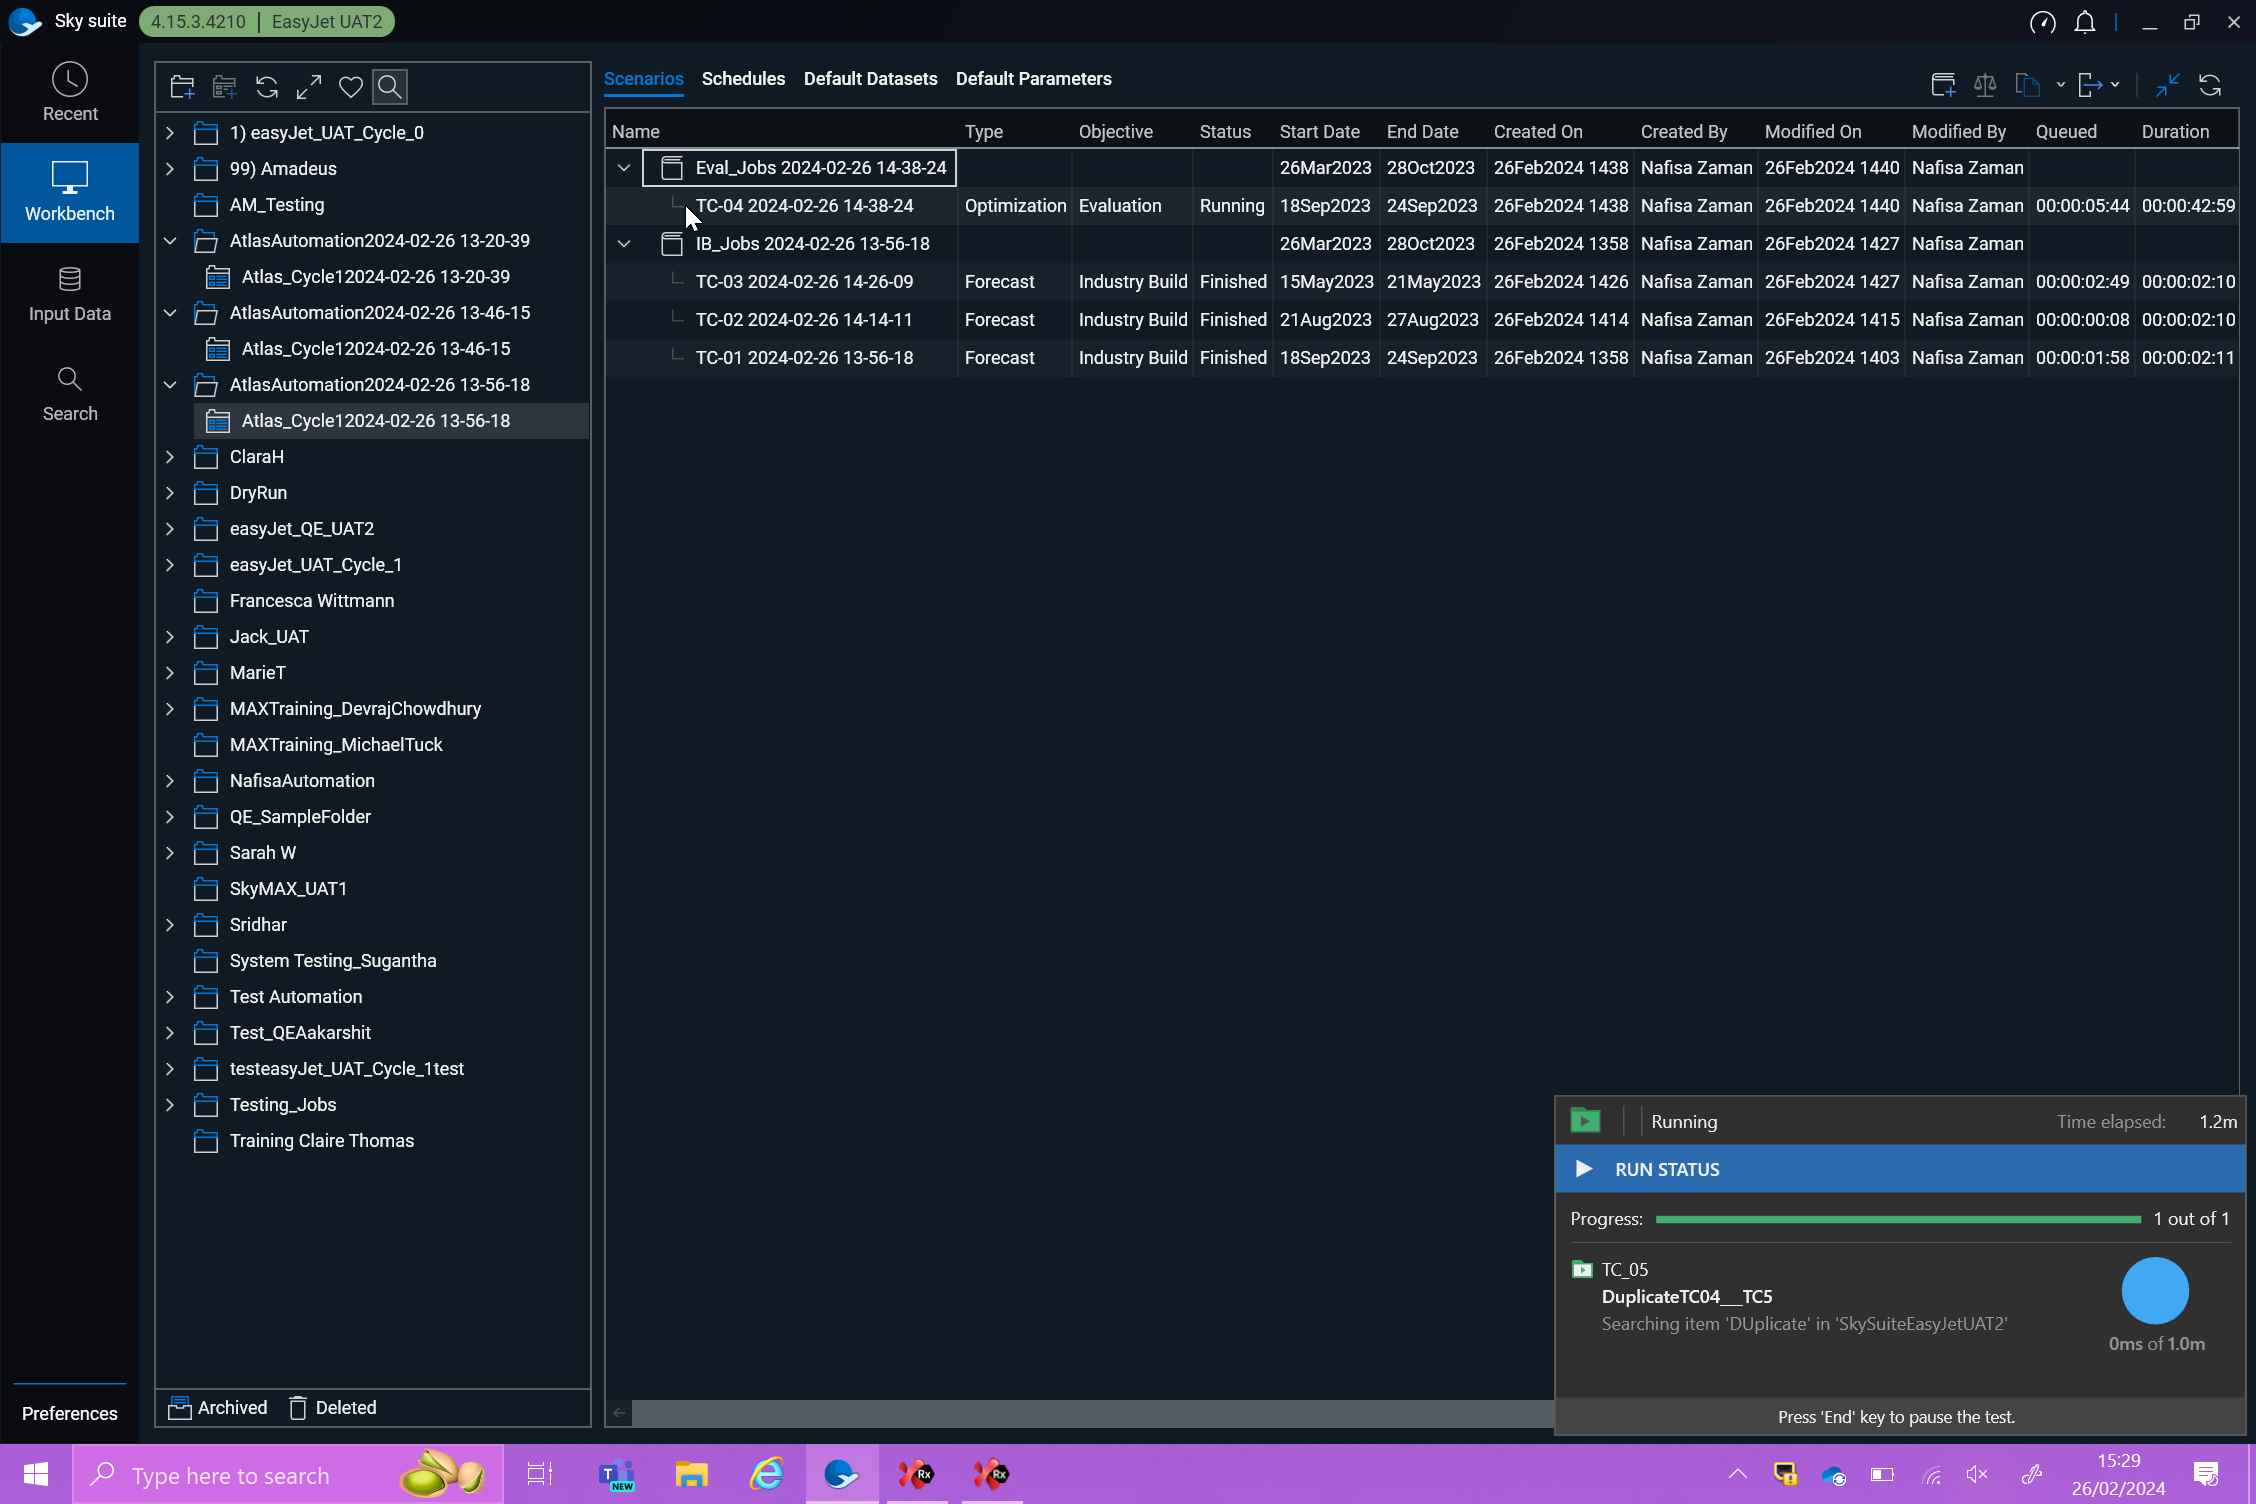 Sky suite 4.15.3.4210 | EasyJet UAT2
Recent
Workbench
Input Data
Search
Preferences
1) easyJet_UAT_Cycle_0
99) Amadeus
AM_Testing
AtlasAutomation2024-02-26 13-20-39
Atlas_Cycle12024-02-26 13-20-39
AtlasAutomation2024-02-26 13-46-15
Atlas_Cycle12024-02-26 13-46-15
AtlasAutomation2024-02-26 13-56-18
Atlas_Cycle12024-02-26 13-56-18
ClaraH
DryRun
easyJet_QE_UAT2
easyJet_UAT_Cycle_1
Francesca Wittmann
Jack_UAT
MarieT
MAXTraining_DevrajChowdhury
MAXTraining_MichaelTuck
NafisaAutomation
QE_SampleFolder
Sarah W
SkyMAX_UAT1
Sridhar
System Testing_Sugantha
Test Automation
Test_QEAakarshit
testeasyJet_UAT_Cycle_1test
Testing_Jobs
Training Claire Thomas
Archived Deleted
Scenarios Schedules Default Datasets Default Parameters
Name Type Objective Status Start Date End Date Created On Created By Modified On Modified By Queued Duration
Eval_Jobs 2024-02-26 14-38-24 26Mar2023 28Oct2023 26Feb2024 1438 Nafisa Zaman 26Feb2024 1440 Nafisa Zaman
TC-04 2024-02-26 14-38-24 Optimization Evaluation Running 18Sep2023 24Sep2023 26Feb2024 1438 Nafisa Zaman 26Feb2024 1440 Nafisa Zaman 00:00:05:44 00:00:42:59
IB_Jobs 2024-02-26 13-56-18 26Mar2023 28Oct2023 26Feb2024 1358 Nafisa Zaman 26Feb2024 1427 Nafisa Zaman
TC-03 2024-02-26 14-26-09 Forecast Industry Build Finished 15May2023 21May2023 26Feb2024 1426 Nafisa Zaman 26Feb2024 1427 Nafisa Zaman 00:00:02:49 00:00:02:10
TC-02 2024-02-26 14-14-11 Forecast Industry Build Finished 21Aug2023 27Aug2023 26Feb2024 1414 Nafisa Zaman 26Feb2024 1415 Nafisa Zaman 00:00:00:08 00:00:02:10
TC-01 2024-02-26 13-56-18 Forecast Industry Build Finished 18Sep2023 24Sep2023 26Feb2024 1358 Nafisa Zaman 26Feb2024 1403 Nafisa Zaman 00:00:01:58 00:00:02:11
Running Time elapsed: 1.2m
RUN STATUS
Progress: 1 out of 1
TC_05
DuplicateTC04__TC5
Searching item 'DUplicate' in 'SkySuiteEasyJetUAT2'
0ms of 1.0m
Press 'End' key to pause the test.
Type here to search
T
NEW
Rx
Rx
15:29
26/02/2024